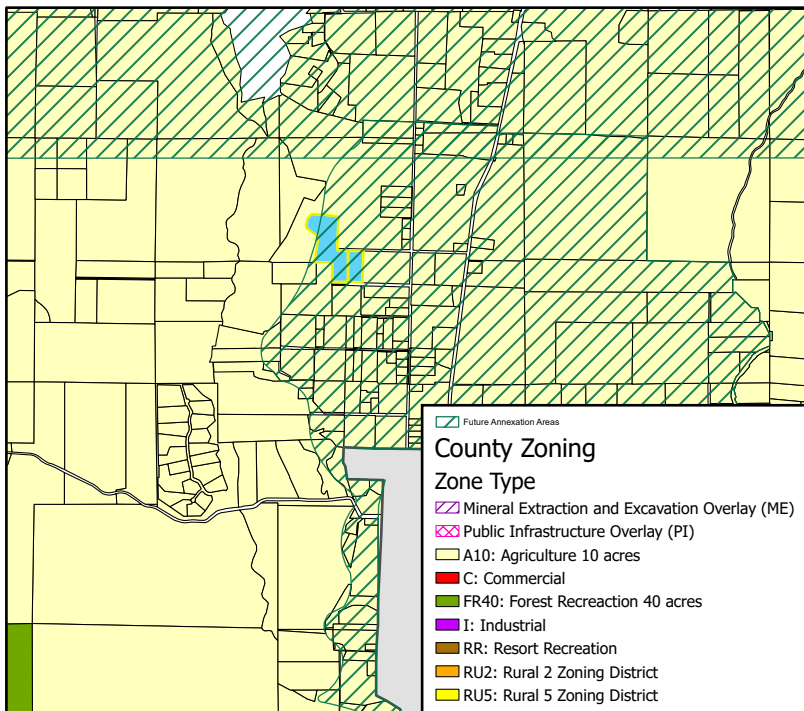 Future Annexation Areas
County Zoning
Zone Type
Mineral Extraction and Excavation Overlay (ME)
Public Infrastructure Overlay (PI)
A10: Agriculture 10 acres
C: Commercial
FR40: Forest Recreaction 40 acres
I: Industrial
RR: Resort Recreation
RU2: Rural 2 Zoning District
RU5: Rural 5 Zoning District